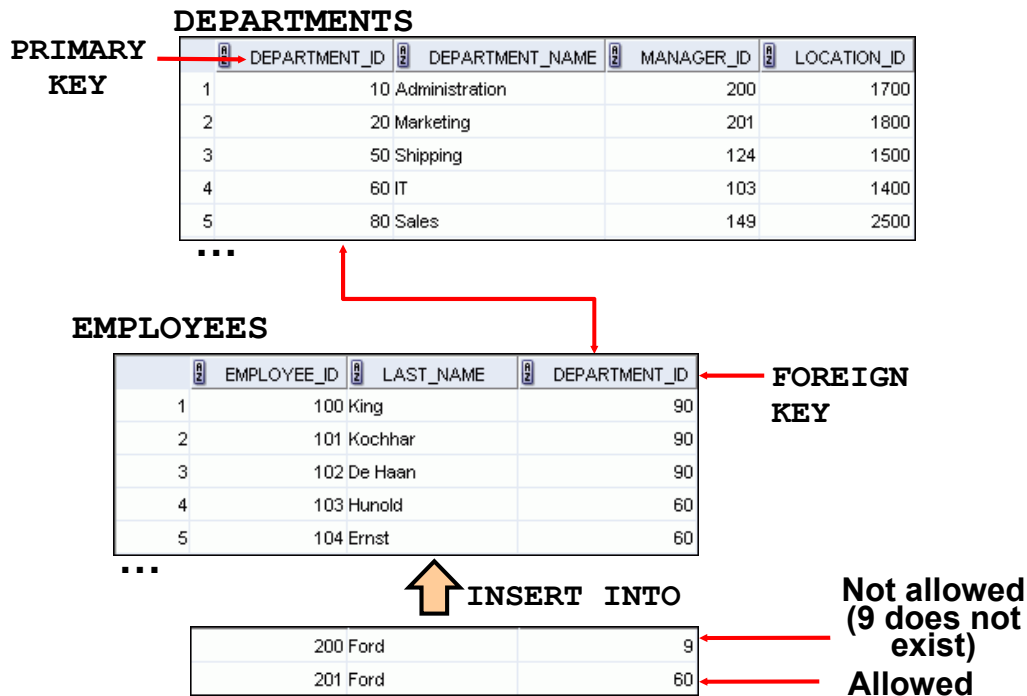 DEPARTMENTS
PRIMARY KEY
DEPARTMENT_ID DEPARTMENT_NAME MANAGER_ID LOCATION_ID
1 10 Administration 200 1700
2 20 Marketing 201 1800
3 50 Shipping 124 1500
4 60 IT 103 1400
5 80 Sales 149 2500
...
EMPLOYEES
EMPLOYEE_ID LAST_NAME DEPARTMENT_ID
FOREIGN KEY
1 100 King 90
2 101 Kochhar 90
3 102 De Haan 90
4 103 Hunold 60
5 104 Ernst 60
...
INSERT INTO
Not allowed
(9 does not
exist)
200 Ford 9
201 Ford 60
Allowed